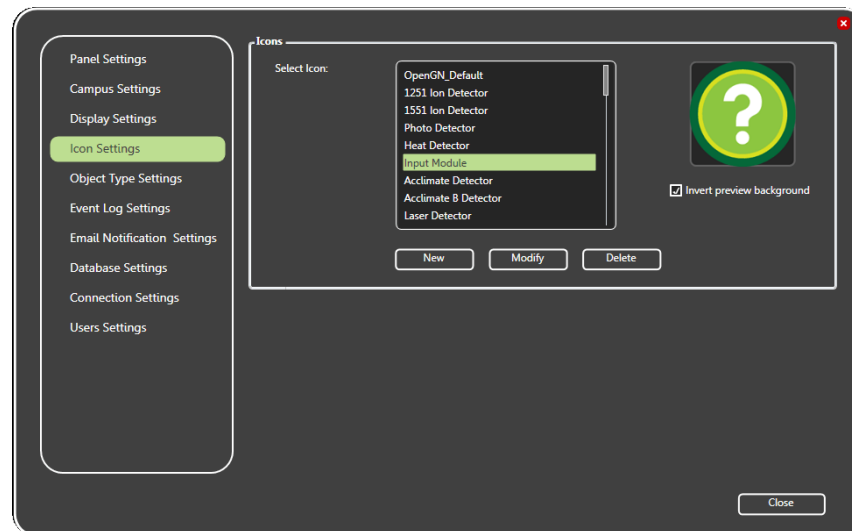 Panel Settings
Campus Settings
Display Settings
Icon Settings
Object Type Settings
Event Log Settings
Email Notification  Settings
Database Settings
Connection Settings
Users Settings
Icons
Select Icon:
OpenGN_Default
1251 Ion Detector
1551 Ion Detector
Photo Detector
Heat Detector
Input Module
Acclimate Detector
Acclimate B Detector
Laser Detector
?
Invert preview background
New
Modify
Delete
Close